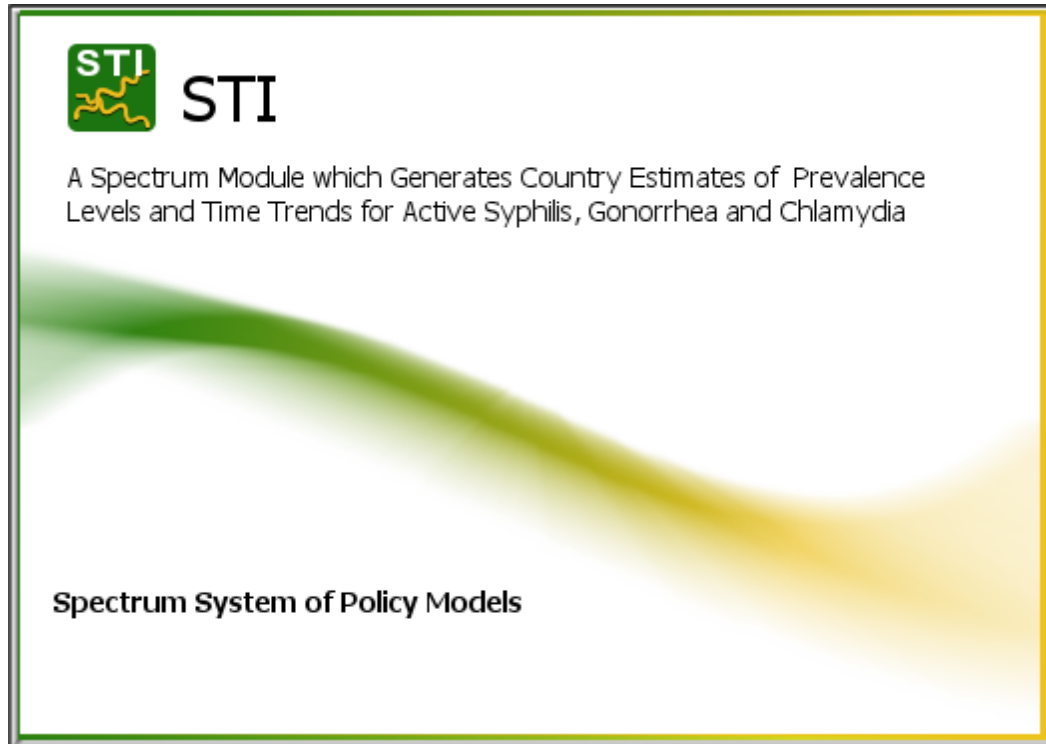 STI
STI
A Spectrum Module which Generates Country Estimates of Prevalence
Levels and Time Trends for Active Syphilis, Gonorrhea and Chlamydia
Spectrum System of Policy Models